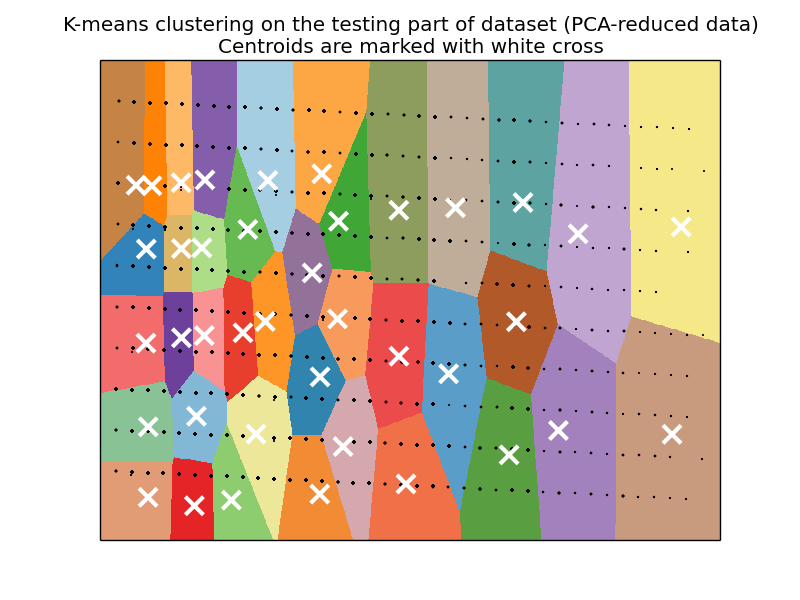 K-means clustering on the testing part of dataset (PCA-reduced data)
Centroids are marked with white cross